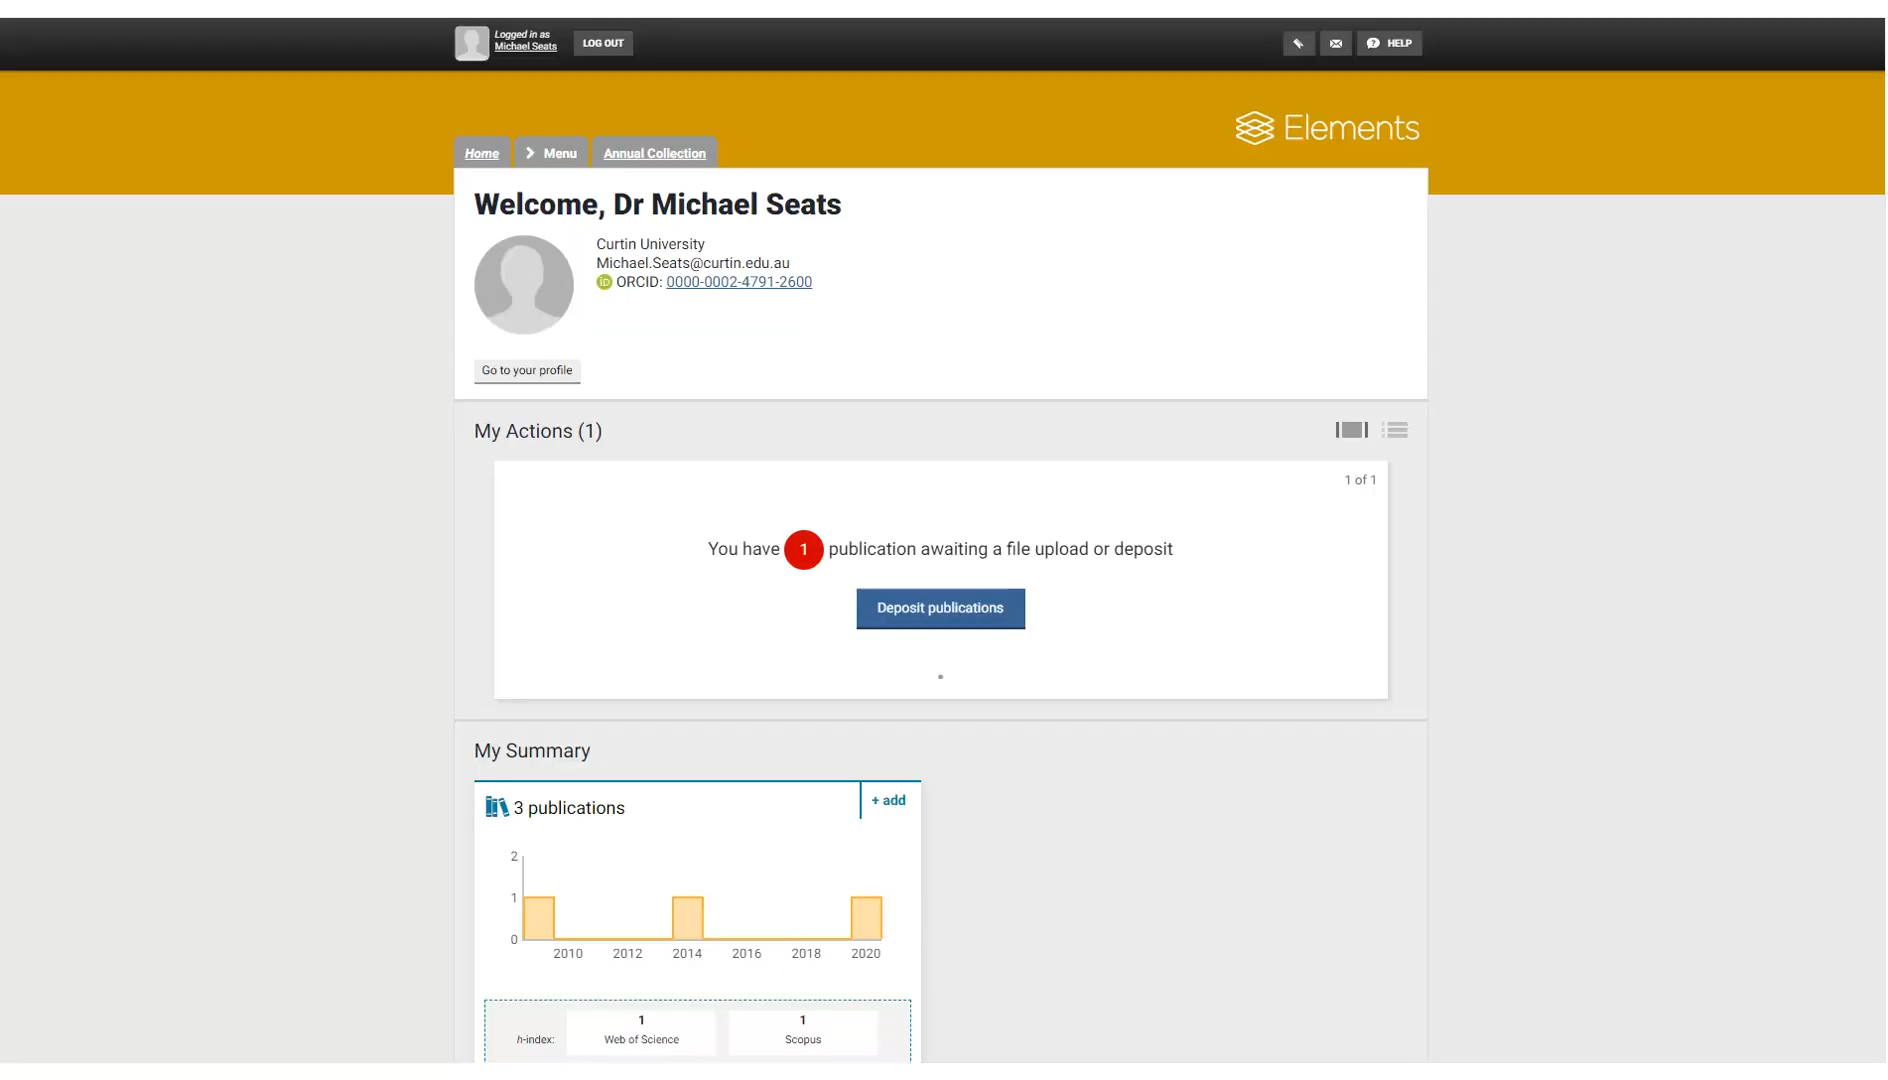 Logged in as
Michael Seats
LOG OUT
HELP
Elements
Home
Menu
Annual Collection
Welcome, Dr Michael Seats
Curtin University
Michael.Seats@curtin.edu.au
iD ORCID: 0000-0002-4791-2600
Go to your profile
My Actions (1)
1 of 1
You have 1 publication awaiting a file upload or deposit
Deposit publications
My Summary
3 publications
+ add
2
1
0
2010 2012 2014 2016 2018 2020
h-index:
1
Web of Science
1
Scopus